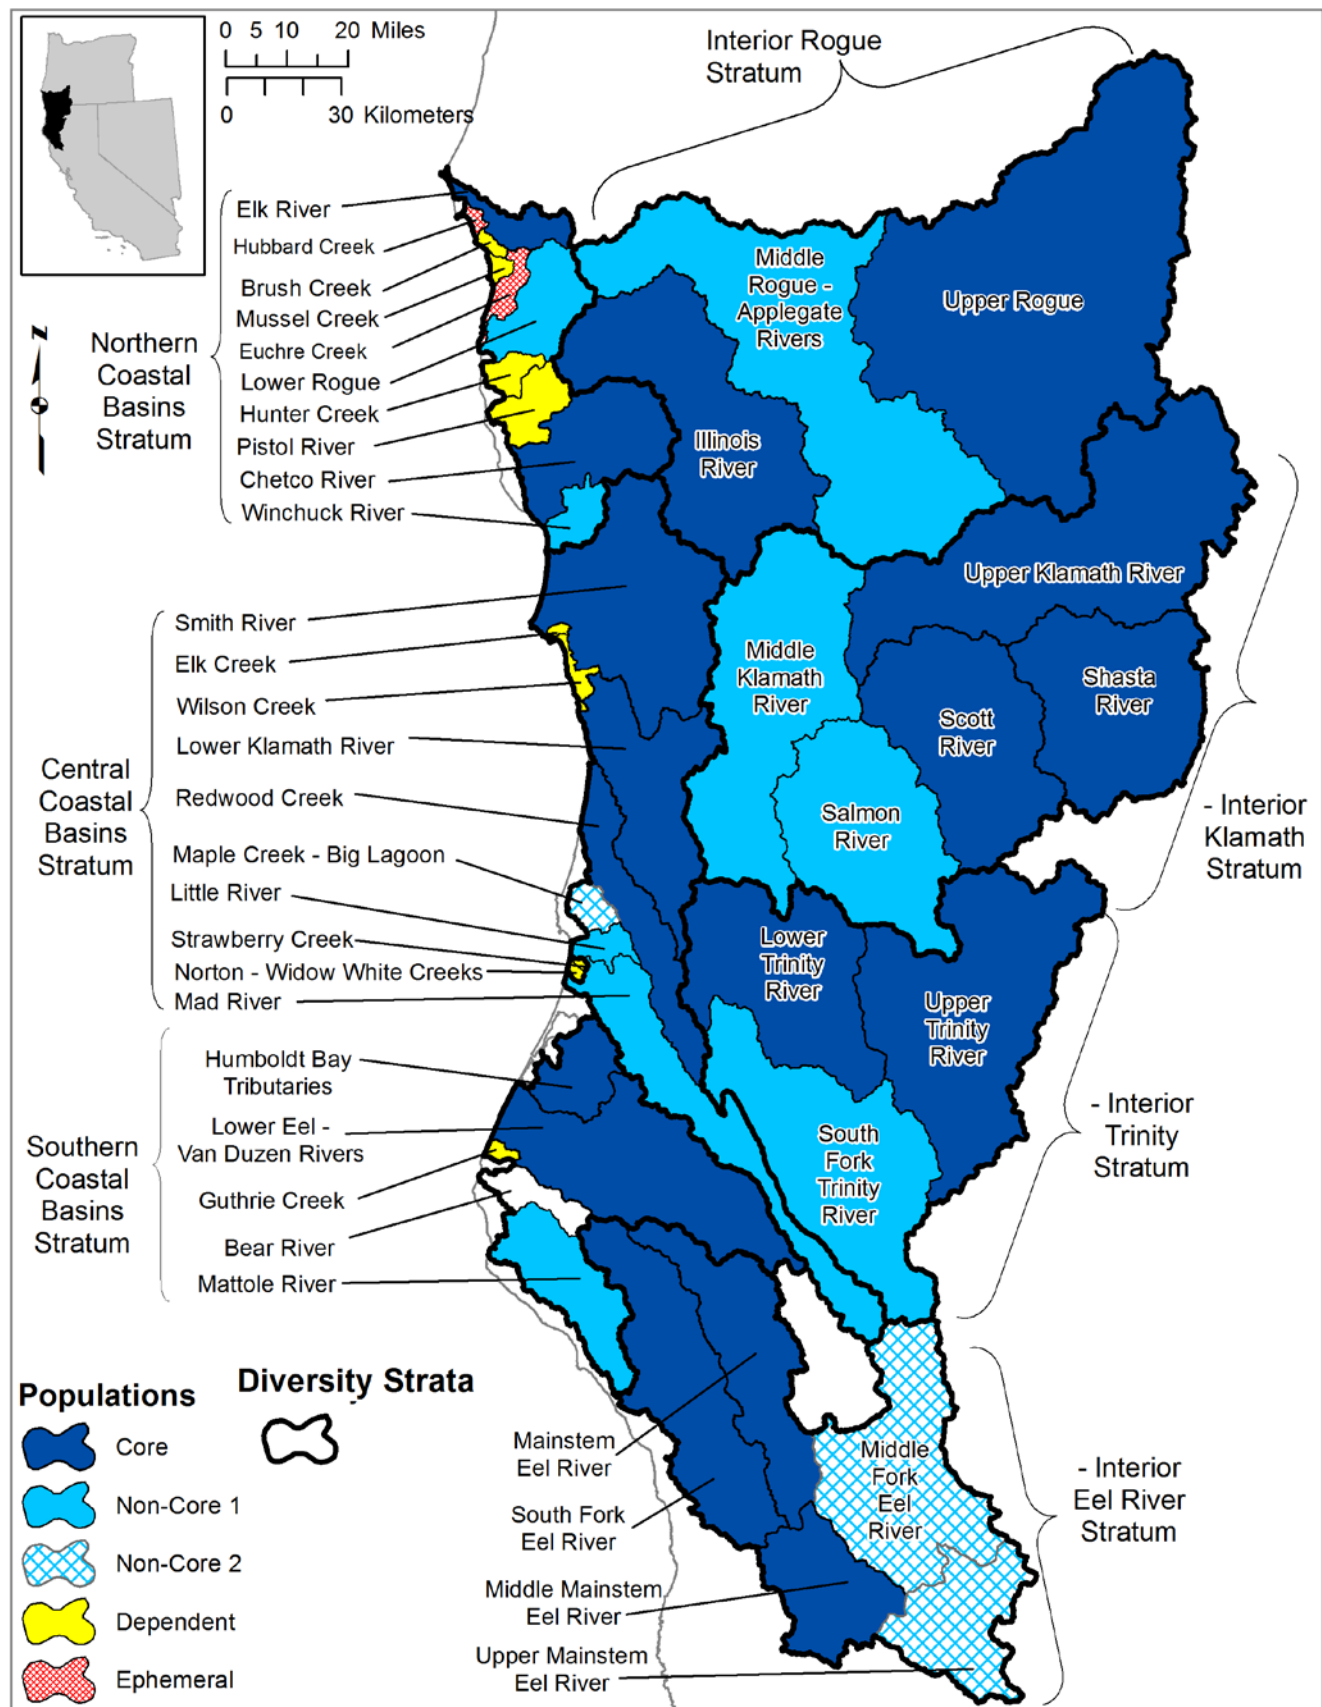 0 5 10 20 Miles
0 30 Kilometers
Interior Rogue
Stratum
N
Northern
Coastal
Basins
Stratum
Elk River
Hubbard Creek
Brush Creek
Mussel Creek
Euchre Creek
Lower Rogue
Hunter Creek
Pistol River
Chetco River
Winchuck River
Middle
Rogue -
Applegate
Rivers
Upper Rogue
Illinois
River
Central
Coastal
Basins
Stratum
Smith River
Elk Creek
Wilson Creek
Lower Klamath River
Redwood Creek
Maple Creek - Big Lagoon
Little River
Strawberry Creek
Norton - Widow White Creeks
Mad River
Upper Klamath River
Middle
Klamath
River
Shasta
River
Scott
River
Salmon
River
- Interior
Klamath
Stratum
Lower
Trinity
River
Upper
Trinity
River
South
Fork
Trinity
River
- Interior
Trinity
Stratum
Southern
Coastal
Basins
Stratum
Humboldt Bay
Tributaries
Lower Eel -
Van Duzen Rivers
Guthrie Creek
Bear River
Mattole River
Mainstem
Eel River
South Fork
Eel River
Middle Mainstem
Eel River
Upper Mainstem
Eel River
Middle
Fork
Eel
River
- Interior
Eel River
Stratum
Populations
Core
Non-Core 1
Non-Core 2
Dependent
Ephemeral
Diversity Strata